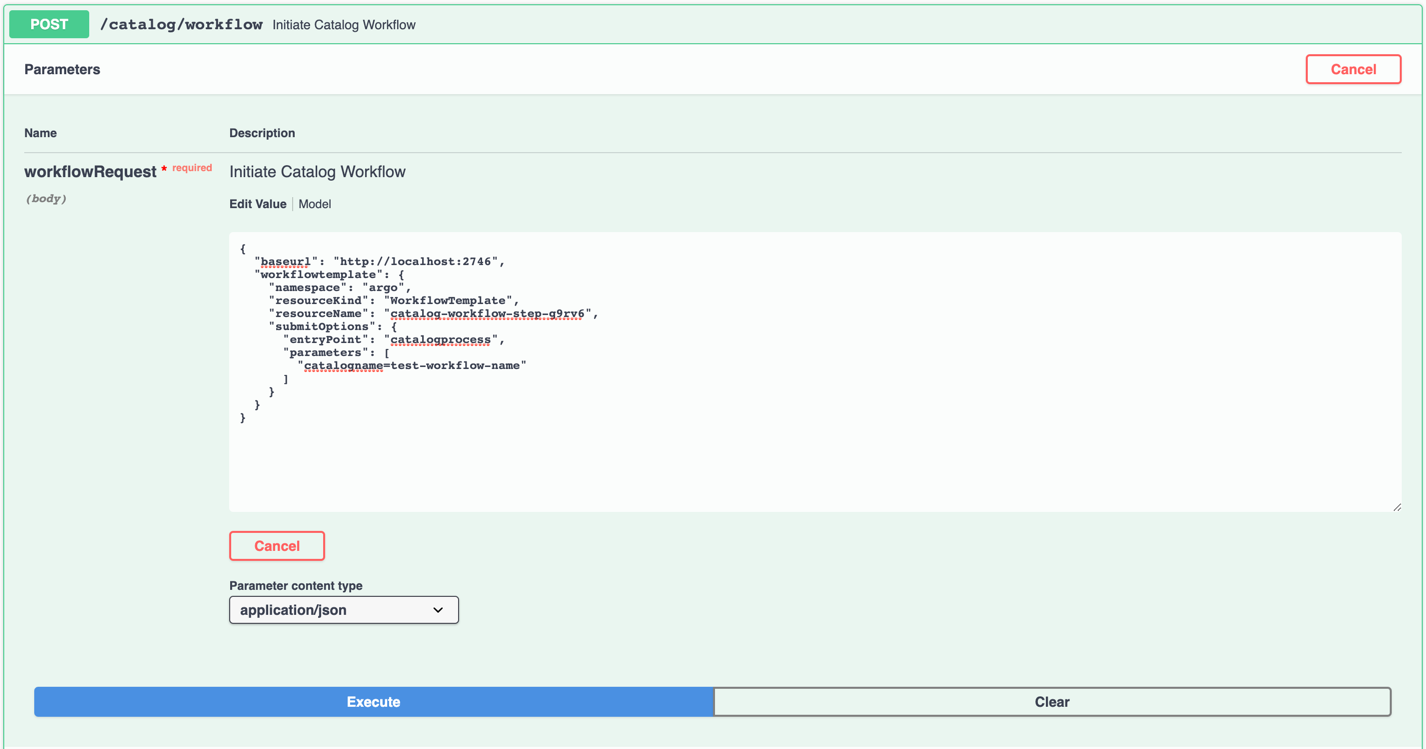 POST /catalog/workflow Initiate Catalog Workflow
Parameters
Cancel
Name Description
workflowRequest * required
(body)
Initiate Catalog Workflow
Edit Value Model
{
  "baseurl": "http://localhost:2746",
  "workflowtemplate": {
    "namespace": "argo",
    "resourceKind": "WorkflowTemplate",
    "resourceName": "catalog-workflow-step-g9rv6",
    "submitOptions": {
      "entryPoint": "catalogprocess",
      "parameters": [
        "catalogname=test-workflow-name"
      ]
    }
  }
}
Cancel
Parameter content type
application/json
Execute Clear